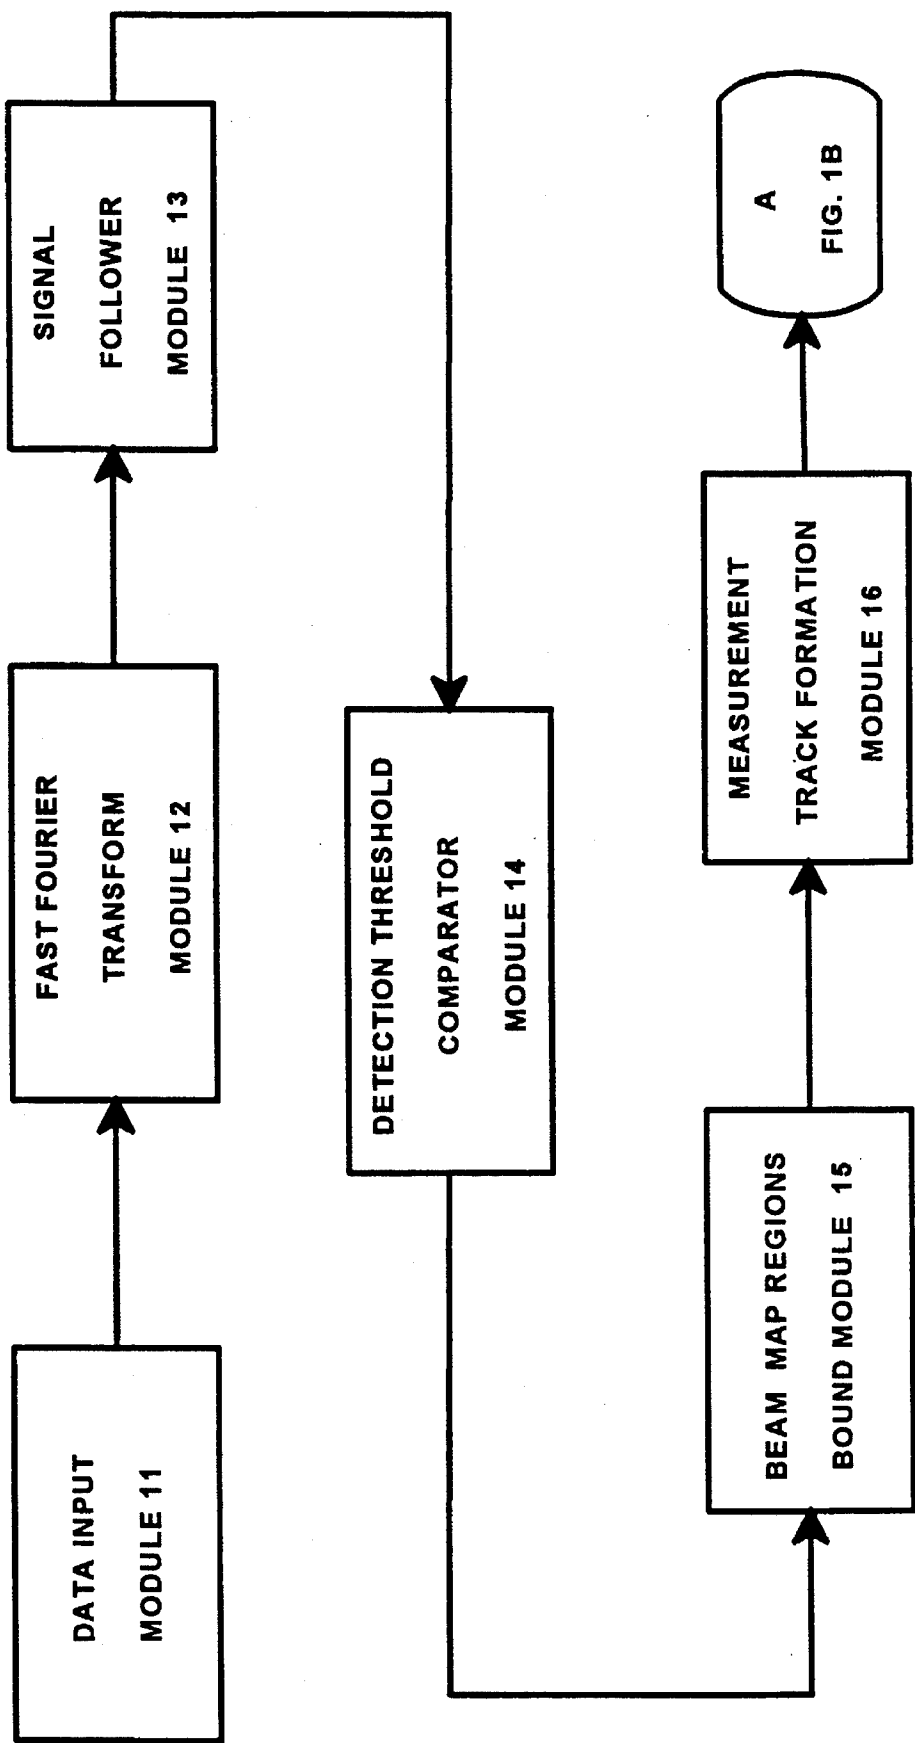 DATA INPUT
MODULE 11
FAST FOURIER
TRANSFORM
MODULE 12
SIGNAL
FOLLOWER
MODULE 13
DETECTION THRESHOLD
COMPARATOR
MODULE 14
BEAM MAP REGIONS
BOUND MODULE 15
MEASUREMENT
TRACK FORMATION
MODULE 16
A
FIG. 1B